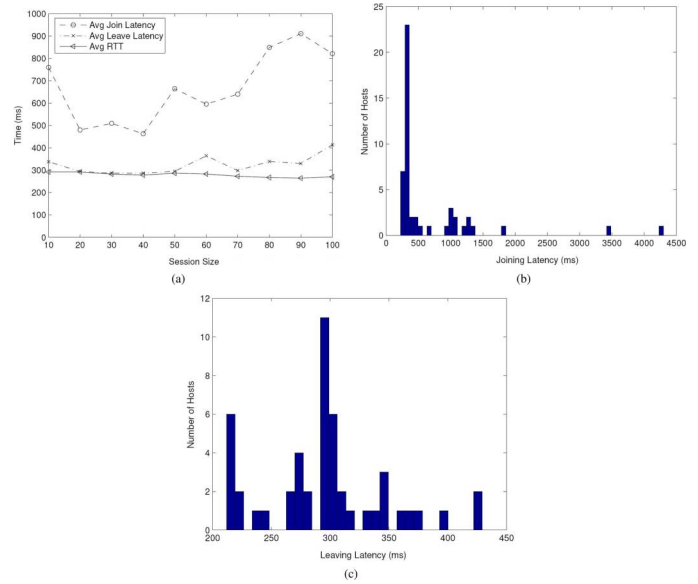 1000
900
800
700
600
500
400
300
200
100
0
Time (ms)
Avg Join Latency
Avg Leave Latency
Avg RTT
10 20 30 40 50 60 70 80 90 100
Session Size
(a)
25
20
15
10
5
0
Number of Hosts
0 500 1000 1500 2000 2500 3000 3500 4000 4500
Joining Latency (ms)
(b)
12
10
8
6
4
2
0
Number of Hosts
200 250 300 350 400 450
Leaving Latency (ms)
(c)